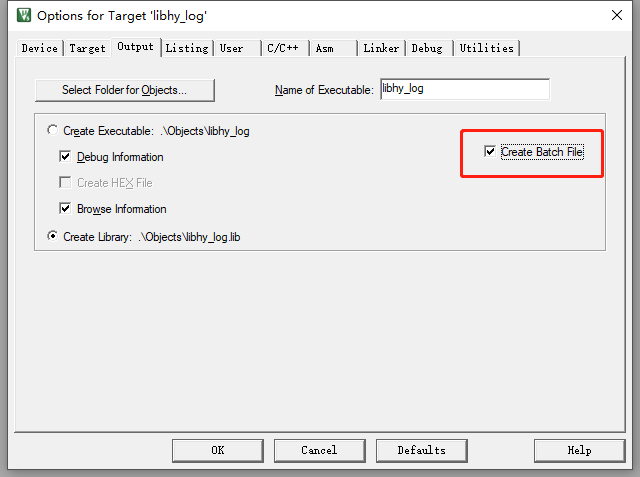 Options for Target 'libhy_log'
Device Target Output Listing User C/C++ Asm Linker Debug Utilities
Select Folder for Objects... Name of Executable: libhy_log
Create Executable: .\Objects\libhy_log
Create Batch File
Debug Information
Create HEX File
Browse Information
Create Library: .\Objects\libhy_log.lib
OK Cancel Defaults Help